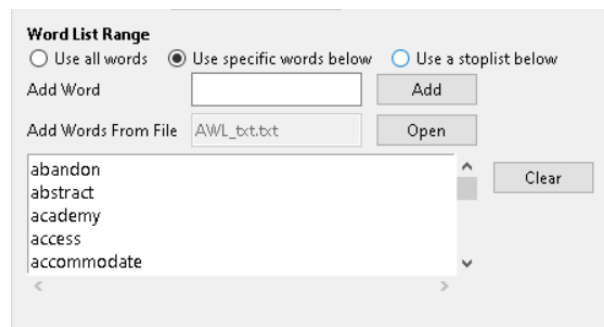 Word List Range
Use all words Use specific words below Use a stoplist below
Add Word Add
Add Words From File AWL_txt.txt Open
abandon
Clear
abstract
academy
access
accommodate